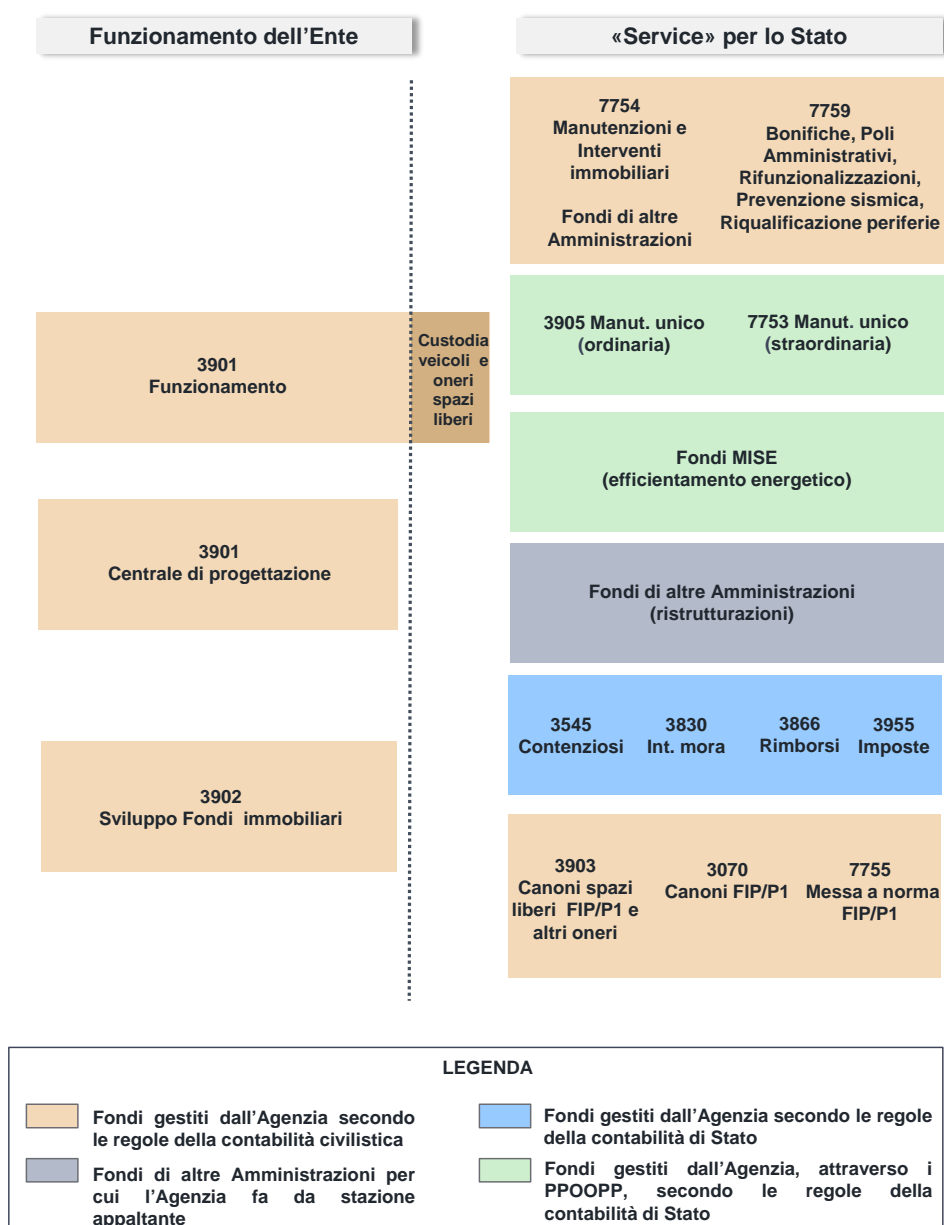 Funzionamento dell'Ente
«Service» per lo Stato
7754
Manutenzioni e
Interventi
immobiliari
Fondi di altre
Amministrazioni
7759
Bonifiche, Poli
Amministrativi,
Rifunzionalizzazioni,
Prevenzione sismica,
Riqualificazione periferie
3905 Manut. unico
(ordinaria)
7753 Manut. unico
(straordinaria)
3901
Funzionamento
Custodia
veicoli e
oneri
spazi
liberi
Fondi MISE
(efficientamento energetico)
3901
Centrale di progettazione
Fondi di altre Amministrazioni
(ristrutturazioni)
3545
Contenziosi
3830
Int. mora
3866
Rimborsi
3955
Imposte
3902
Sviluppo Fondi immobiliari
3903
Canoni spazi
liberi FIP/P1 e
altri oneri
3070
Canoni FIP/P1
7755
Messa a norma
FIP/P1
LEGENDA
Fondi gestiti dall'Agenzia secondo
le regole della contabilità civilistica
Fondi di altre Amministrazioni per
cui l'Agenzia fa da stazione
appaltante
Fondi gestiti dall'Agenzia secondo le regole
della contabilità di Stato
Fondi gestiti dall'Agenzia, attraverso i
PPOOPP, secondo le regole della
contabilità di Stato